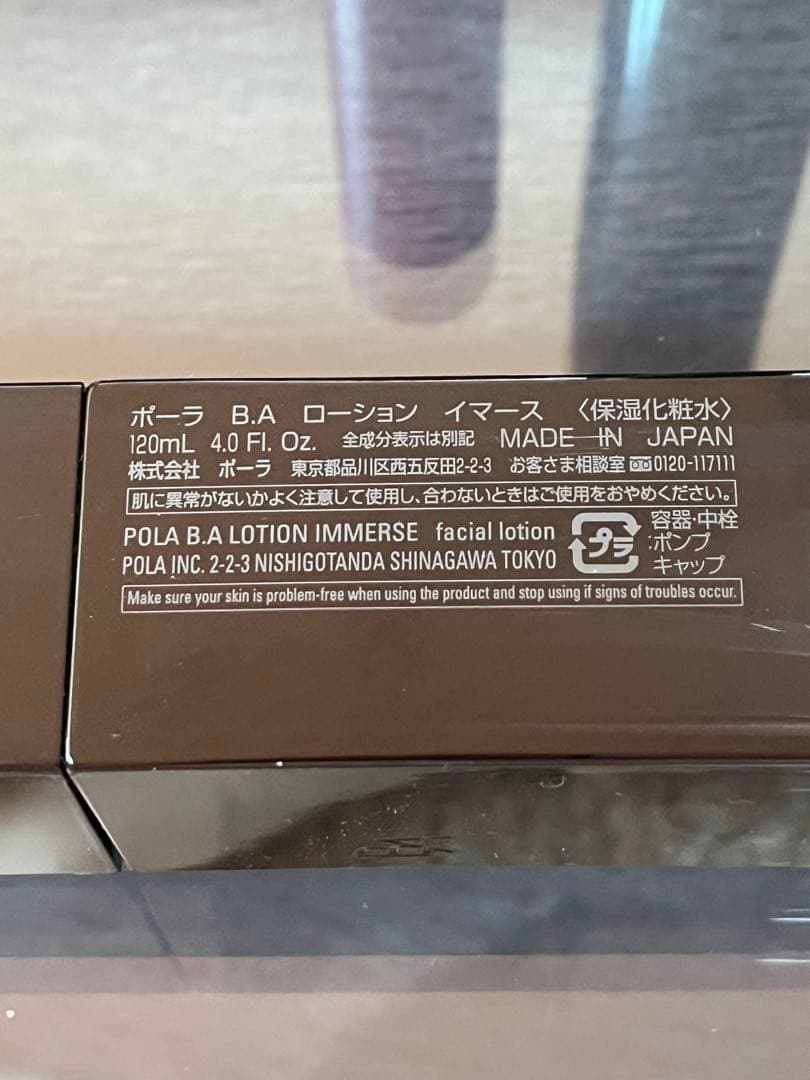 ポーラ B.A ローション イマース 〈保湿化粧水〉
120mL 4.0 Fl. Oz. 全成分表示は別記 MADE IN JAPAN
株式会社 ポーラ 東京都品川区西五反田2-2-3 お客さま相談室 0120-117111
肌に異常がないかよく注意して使用し、合わないときはご使用をおやめください。
POLA B.A LOTION IMMERSE facial lotion
POLA INC. 2-2-3 NISHIGOTANDA SHINAGAWA TOKYO
プラ
容器・中栓
:ポンプ
キャップ
Make sure your skin is problem-free when using the product and stop using if signs of troubles occur.